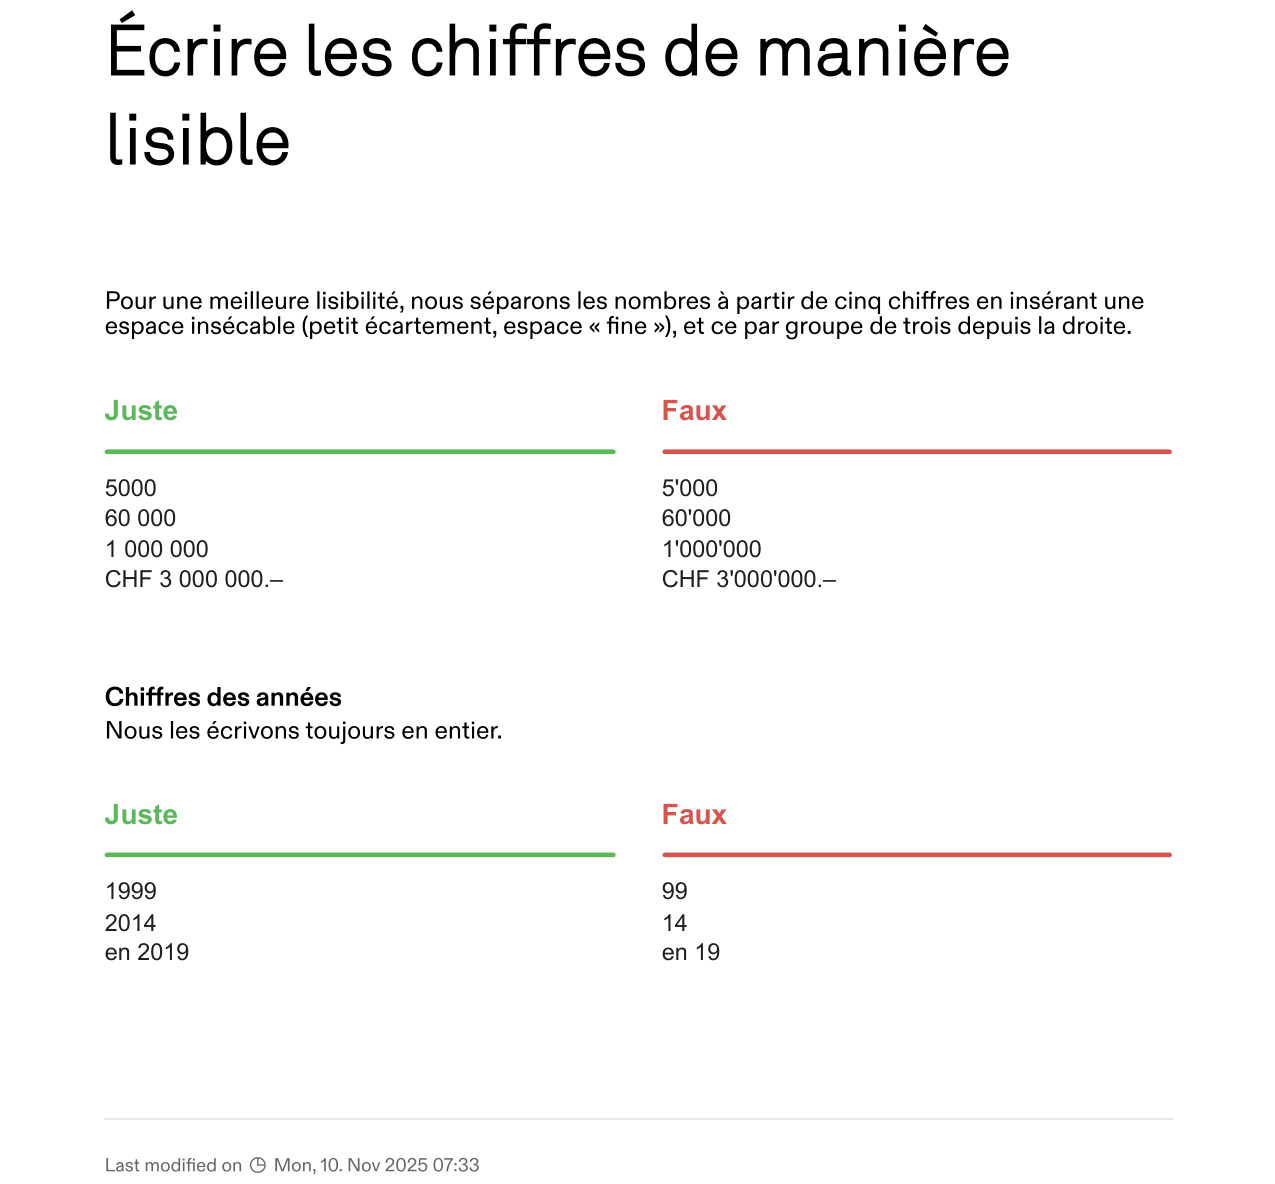 Écrire les chiffres de manière
lisible
Pour une meilleure lisibilité, nous séparons les nombres à partir de cinq chiffres en insérant une
espace insécable (petit écartement, espace « fine »), et ce par groupe de trois depuis la droite.
Juste
5000
60 000
1 000 000
CHF 3 000 000.–
Faux
5'000
60'000
1'000'000
CHF 3'000'000.–
Chiffres des années
Nous les écrivons toujours en entier.
Juste
1999
2014
en 2019
Faux
99
14
en 19
Last modified on Mon, 10. Nov 2025 07:33